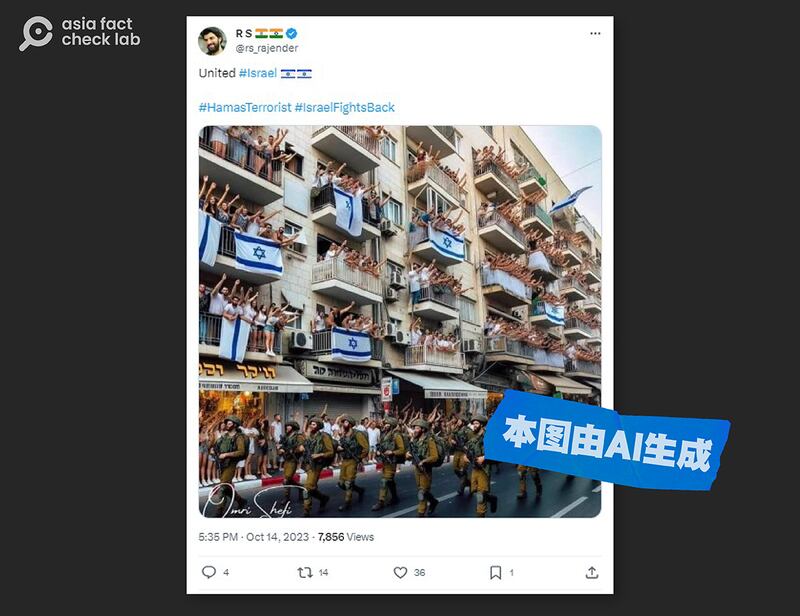 asia fact
check lab
R S
@rs_rajender
United #Israel
#HamasTerrorist #IsraelFightsBack
本图由AI生成
Omri Shefi
5:35 PM · Oct 14, 2023 · 7,856 Views
4
14
36
1